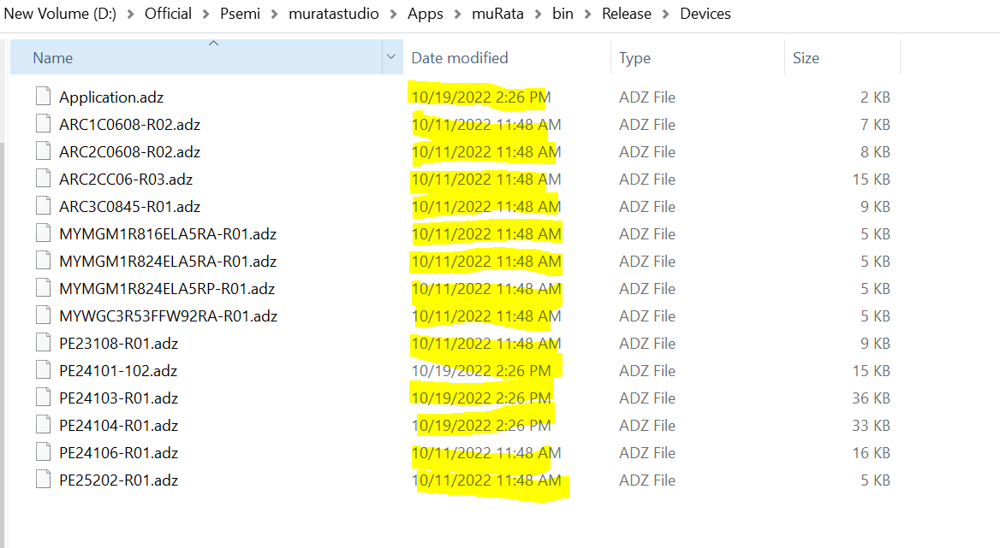 New Volume (D:) > Official > Psemi > muratastudio > Apps > muRata > bin > Release > Devices
Name Date modified Type Size
Application.adz 10/19/2022 2:26 PM ADZ File 2 KB
ARC1C0608-R02.adz 10/11/2022 11:48 AM ADZ File 7 KB
ARC2C0608-R02.adz 10/11/2022 11:48 AM ADZ File 8 KB
ARC2CC06-R03.adz 10/11/2022 11:48 AM ADZ File 15 KB
ARC3C0845-R01.adz 10/11/2022 11:48 AM ADZ File 9 KB
MYMGM1R816ELA5RA-R01.adz 10/11/2022 11:48 AM ADZ File 5 KB
MYMGM1R824ELA5RA-R01.adz 10/11/2022 11:48 AM ADZ File 5 KB
MYMGM1R824ELA5RP-R01.adz 10/11/2022 11:48 AM ADZ File 5 KB
MYWGC3R53FFW92RA-R01.adz 10/11/2022 11:48 AM ADZ File 5 KB
PE23108-R01.adz 10/11/2022 11:48 AM ADZ File 9 KB
PE24101-102.adz 10/19/2022 2:26 PM ADZ File 15 KB
PE24103-R01.adz 10/19/2022 2:26 PM ADZ File 36 KB
PE24104-R01.adz 10/19/2022 2:26 PM ADZ File 33 KB
PE24106-R01.adz 10/11/2022 11:48 AM ADZ File 16 KB
PE25202-R01.adz 10/11/2022 11:48 AM ADZ File 5 KB